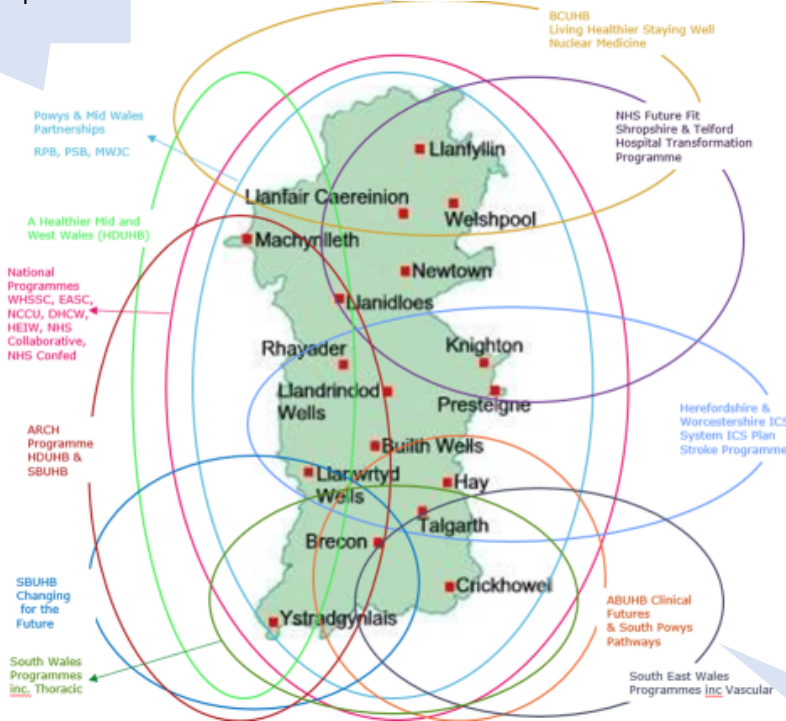 BCUHB
Living Healthier Staying Well
Nuclear Medicine
Powys & Mid Wales
Partnerships
RPB, PSB, MWJC
NHS Future Fit
Shropshire & Telford
Hospital Transformation
Programme
A Healthier Mid and
West Wales (HDUHB)
National
Programmes
WHSSC, EASC,
NCCU, DHCW,
HEIW, NHS
Collaborative,
NHS Confed
ARCH
Programme
HDUHB &
SBUHB
Herefordshire &
Worcestershire ICS
System ICS Plan
Stroke Programme
SBUHB
Changing
for the
Future
ABUHB Clinical
Futures
& South Powys
Pathways
South Wales
Programmes
inc. Thoracic
South East Wales
Programmes inc Vascular
Llanfyllin
Llanfair Caereinion
Welshpool
Machynlleth
Newtown
Llanidloes
Rhayader
Knighton
Llandrindod
Wells
Presteigne
Builth Wells
Llanwrtyd
Wells
Hay
Talgarth
Brecon
Crickhowel
Ystradgynlais